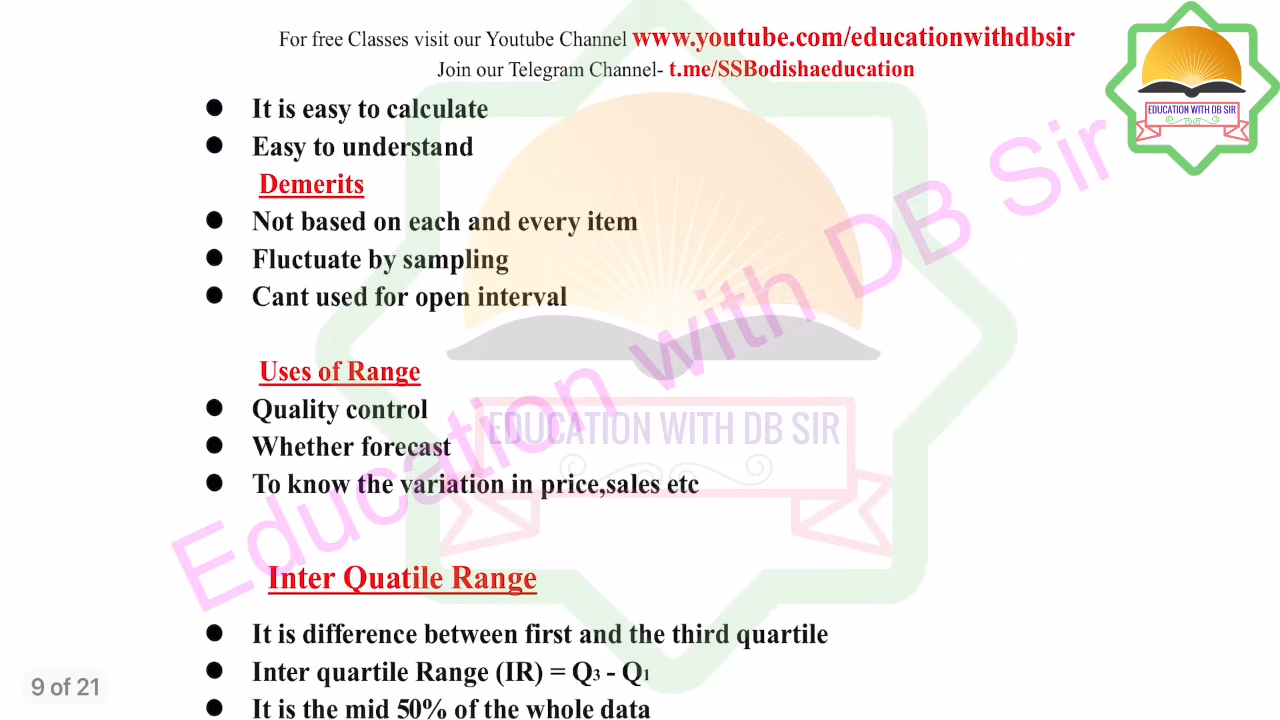 For free Classes visit our Youtube Channel www.youtube.com/educationwithdbsir
Join our Telegram Channel- t.me/SSBodishaeducation
EDUCATION WITH DB SIR
● It is easy to calculate
● Easy to understand
Demerits
● Not based on each and every item
● Fluctuate by sampling
● Cant used for open interval
Uses of Range
● Quality control
● Whether forecast
● To know the variation in price,sales etc
EDUCATION WITH DB SIR
Education with DB Sir
Inter Quatile Range
● It is difference between first and the third quartile
● Inter quartile Range (IR) = Q₃ - Q₁
● It is the mid 50% of the whole data
9 of 21